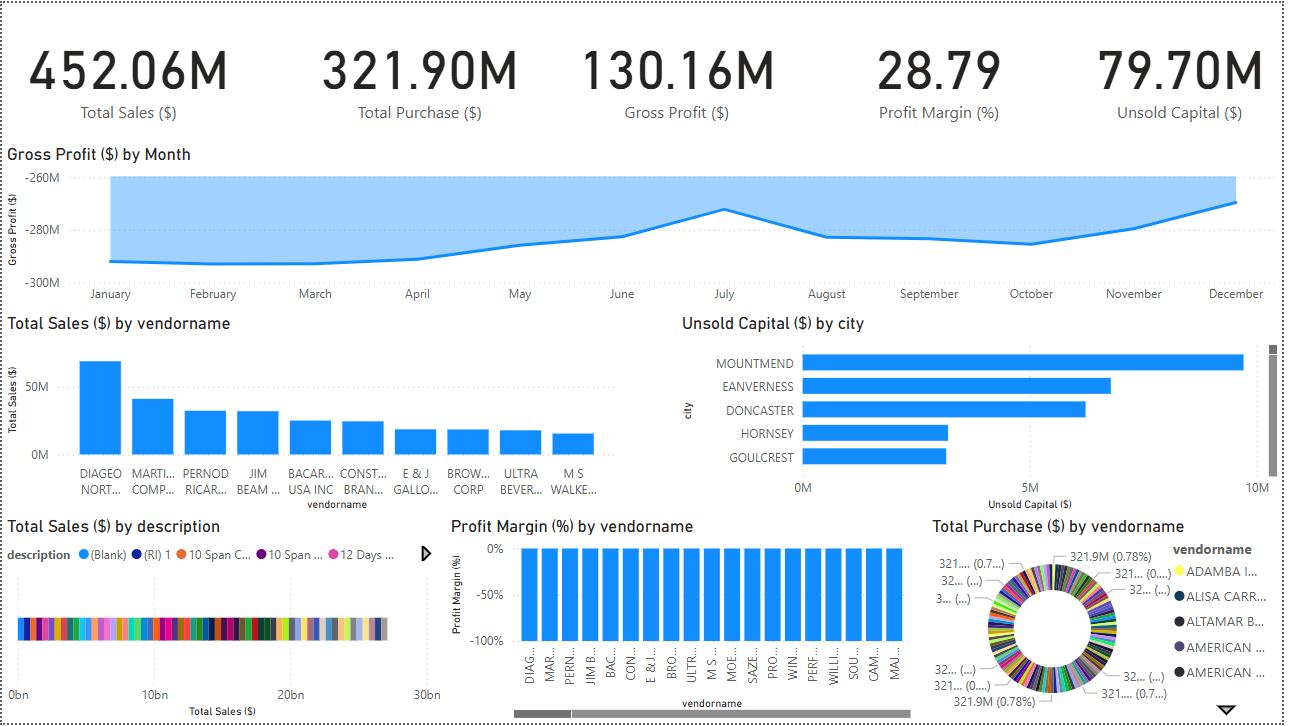 452.06M 321.90M 130.16M 28.79 79.70M
Total Sales ($) Total Purchase ($) Gross Profit ($) Profit Margin (%) Unsold Capital ($)
Gross Profit ($) by Month
-260M
-280M
-300M
Gross Profit ($)
January February March April May June July August September October November December
Total Sales ($) by vendorname
50M
0M
Total Sales ($)
DIAGEO MARTI... PERNOD JIM BACAR... CONST... E & J BROW... ULTRA M S
NORT... COMP... RICAR... BEAM ... USA INC BRAN... GALLO... CORP BEVER... WALKE...
vendorname
Unsold Capital ($) by city
MOUNTMEND
EANVERNESS
DONCASTER
HORNSEY
GOULCREST
city
0M 5M 10M
Unsold Capital ($)
Total Sales ($) by description
description (Blank) (RI) 1 10 Span C... 10 Span ... 12 Days ...
0bn 10bn 20bn 30bn
Total Sales ($)
Profit Margin (%) by vendorname
0%
-50%
-100%
Profit Margin (%)
DIAG... MAR... PERN... JIM B... BAC... CON... E & J... BRO... ULTR... M S ... MOE... SAZE... PRO... WIN... PERF... WILLI... SOU ... CAM... MAJ...
vendorname
Total Purchase ($) by vendorname
321.9M (0.78%)
321.... (0....)
32... (...)
32... (...)
321.... (0.7...)
321.9M (0.78%)
321.... (0....)
32... (...)
3... (...)
32... (...)
321.... (0.7...)
vendorname
ADAMBA I...
ALISA CARR...
ALTAMAR B...
AMERICAN ...
AMERICAN ...